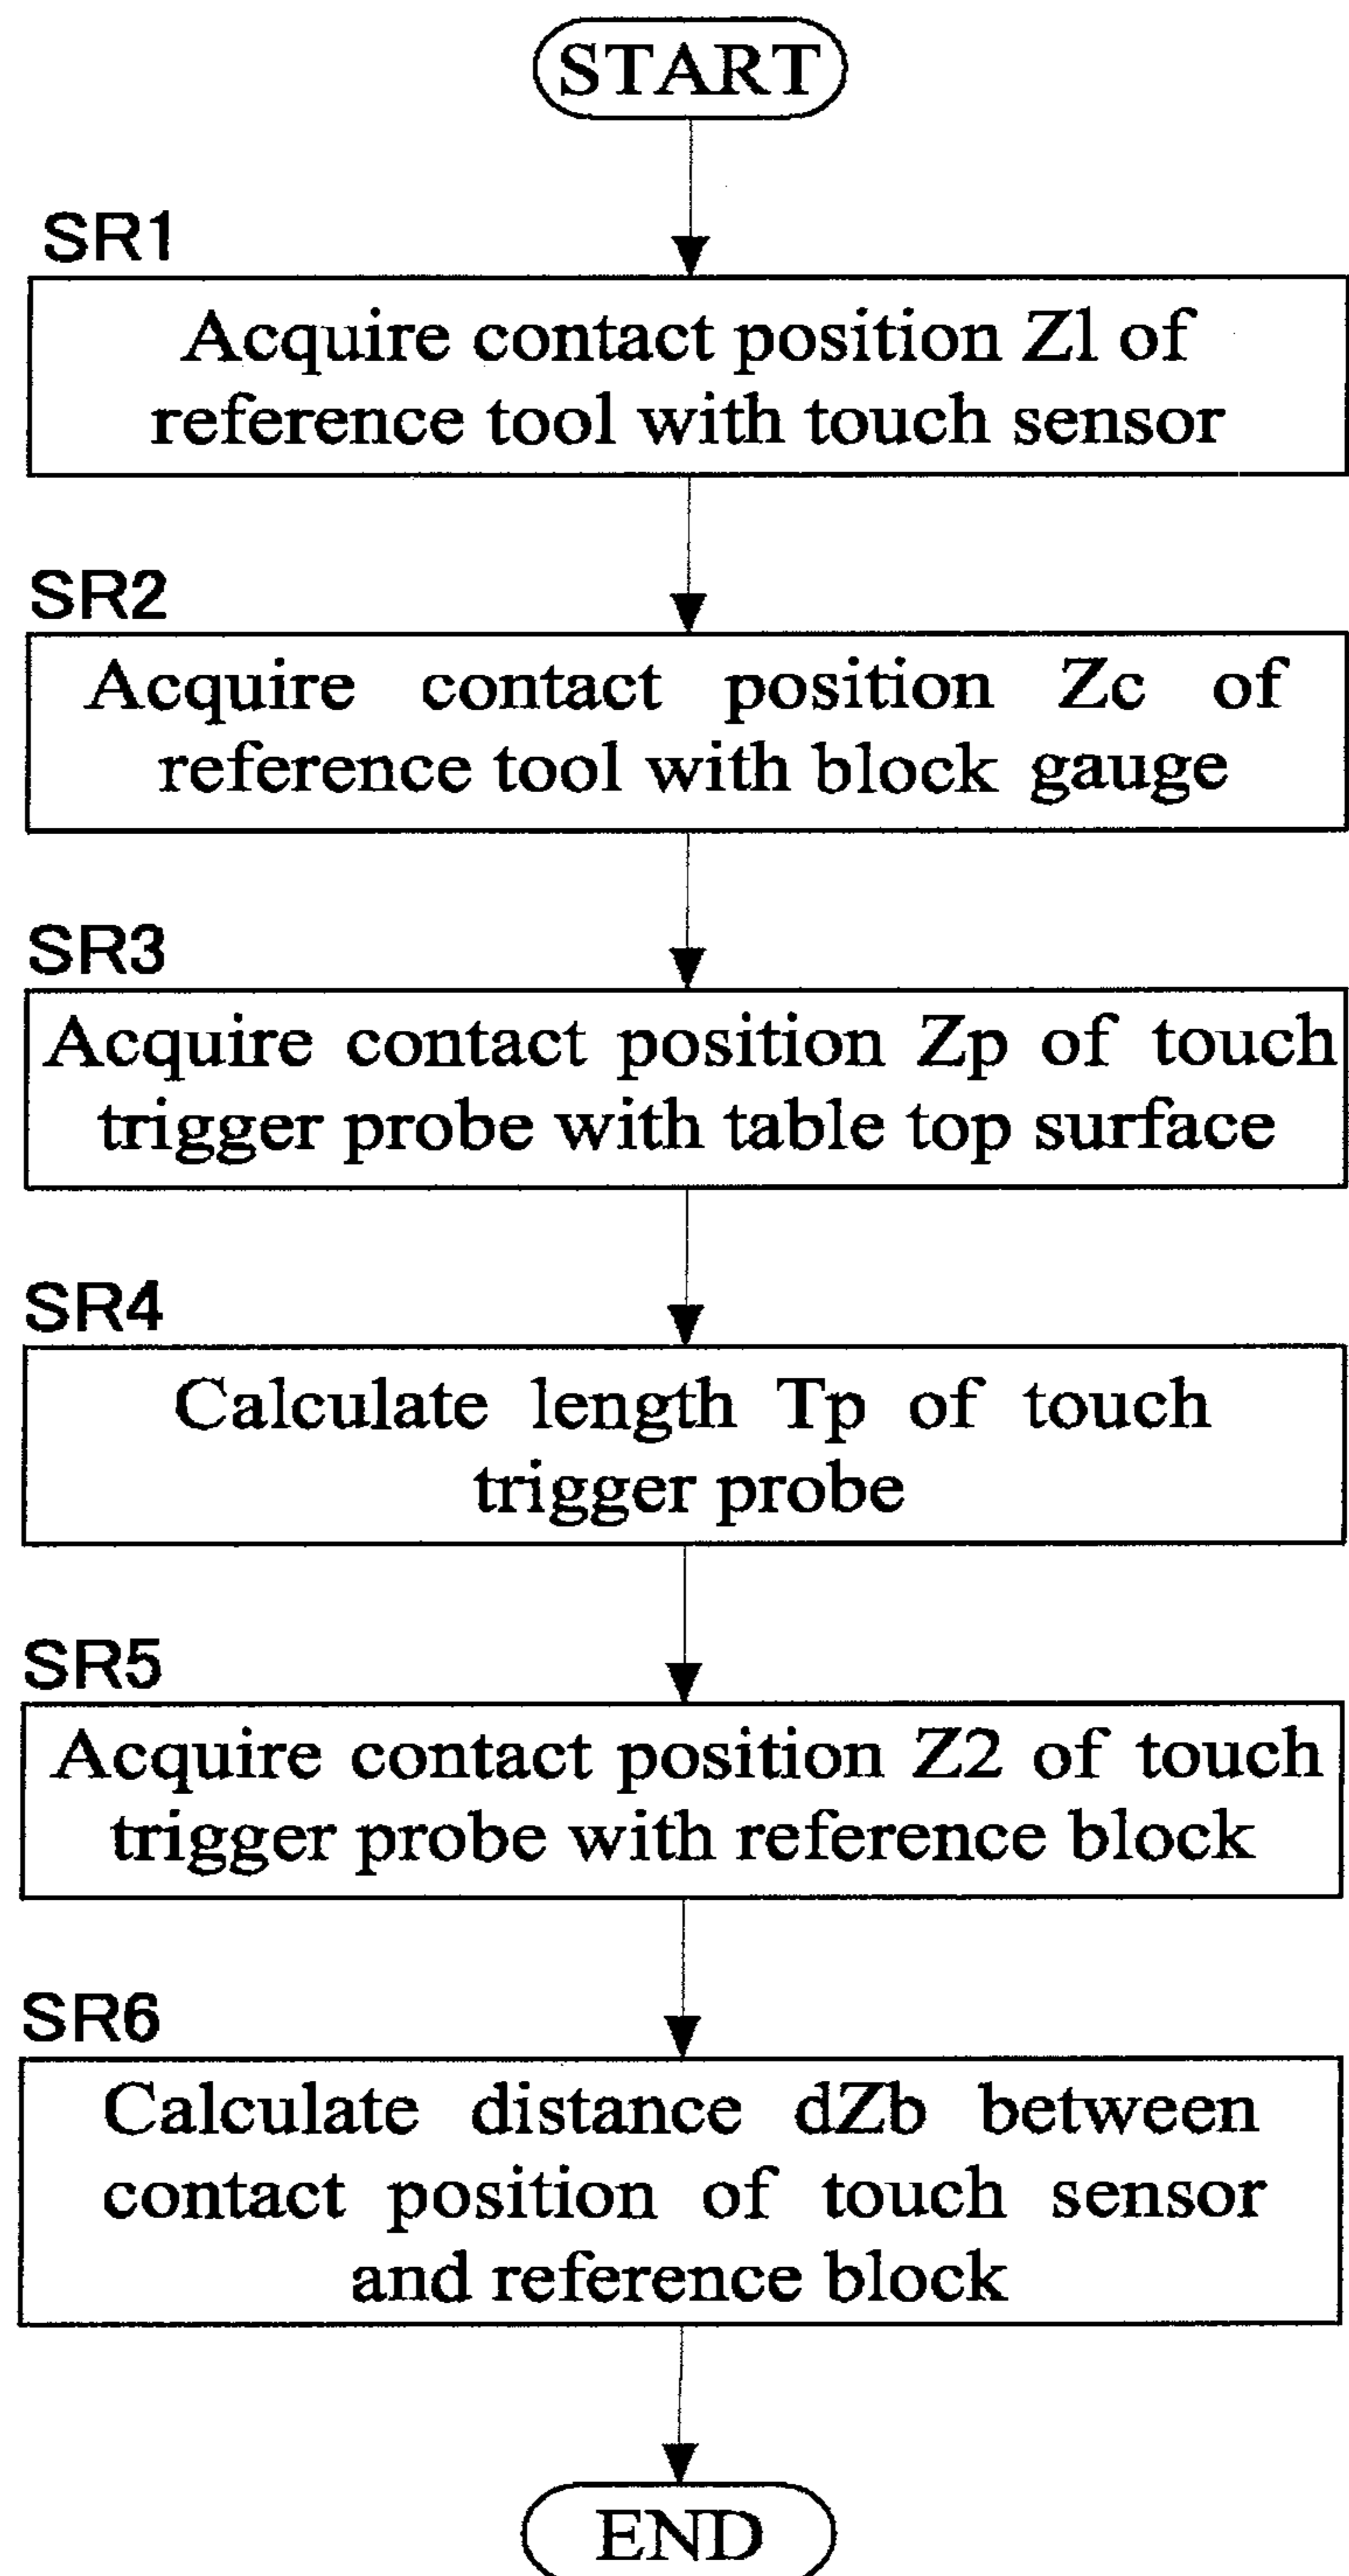 START
SR1
Acquire contact position Z1 of
reference tool with touch sensor
SR2
Acquire contact position Zc of
reference tool with block gauge
SR3
Acquire contact position Zp of touch
trigger probe with table top surface
SR4
Calculate length Tp of touch
trigger probe
SR5
Acquire contact position Z2 of touch
trigger probe with reference block
SR6
Calculate distance dZb between
contact position of touch sensor
and reference block
END